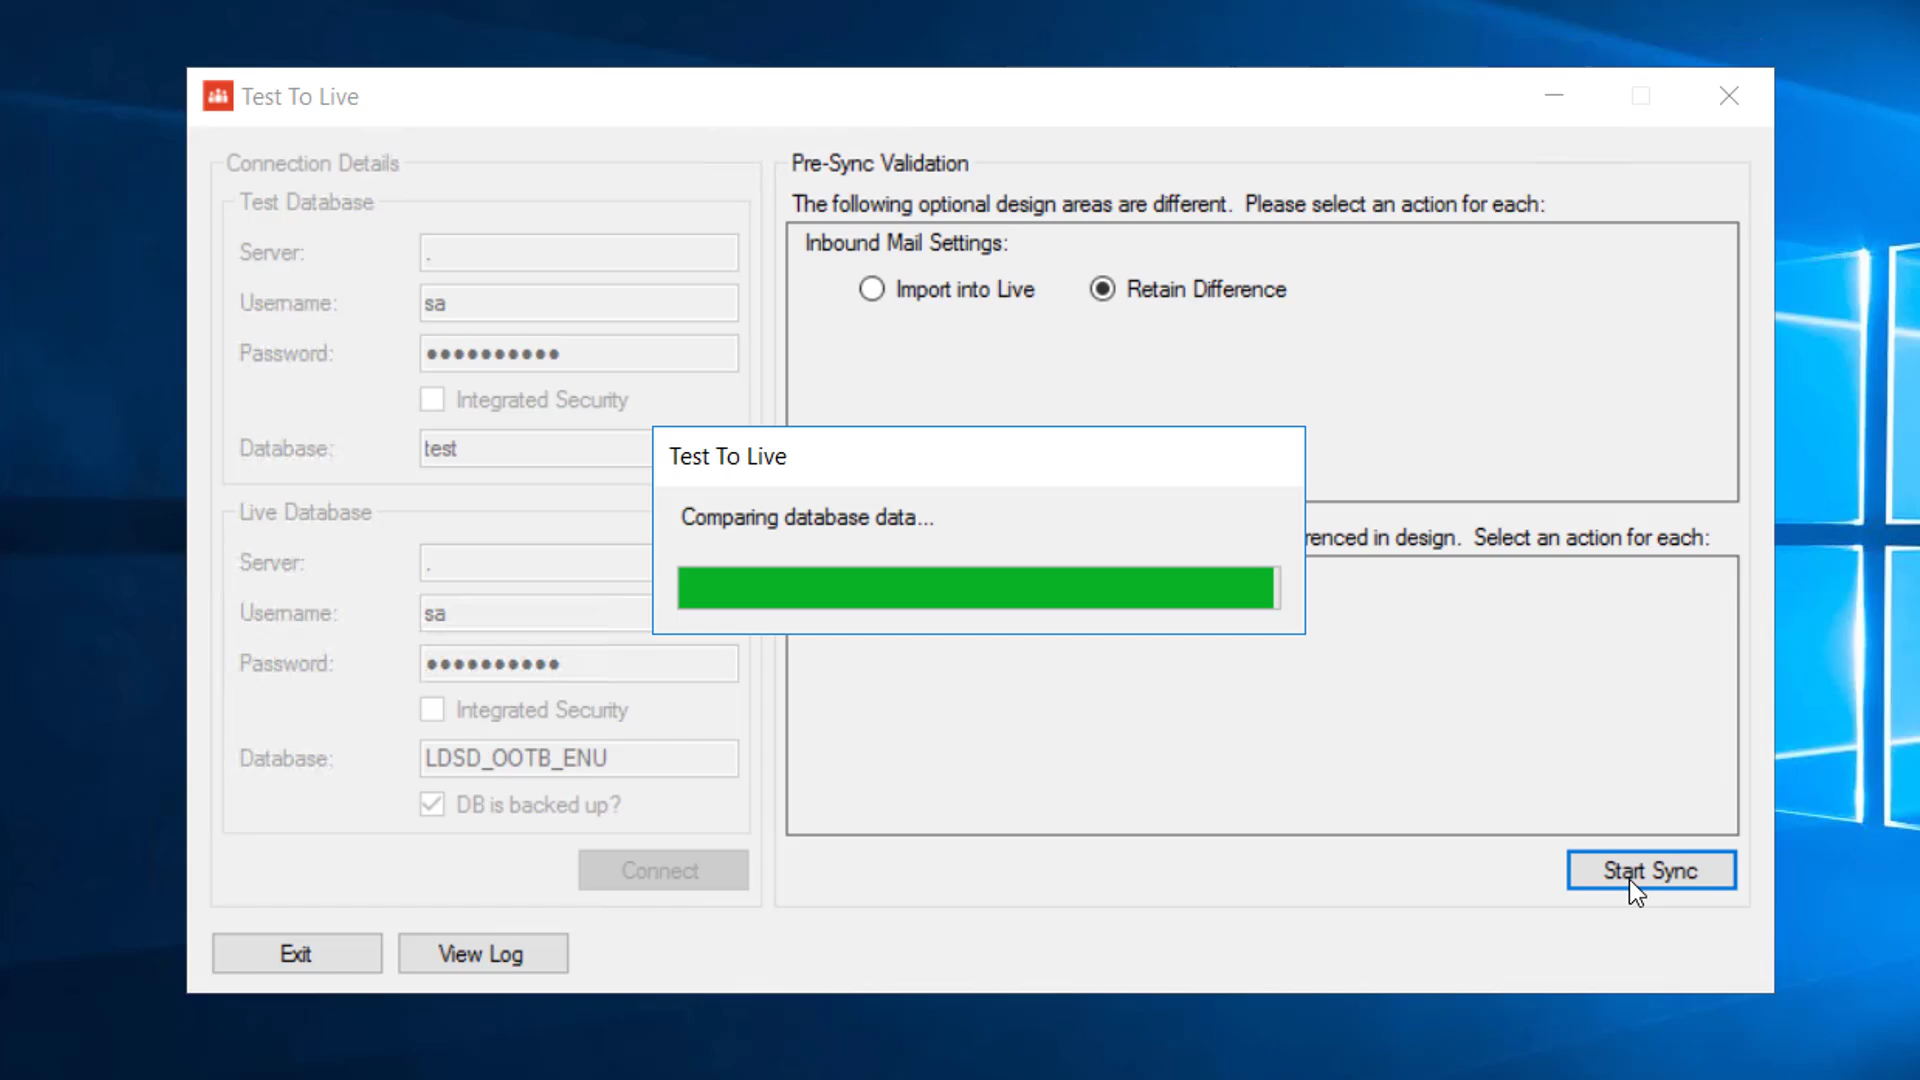 Test To Live
Connection Details
Test Database
Server: .
Username: sa
Password: ●●●●●●●●●●
Integrated Security
Database: test
Live Database
Server: .
Username: sa
Password: ●●●●●●●●●●
Integrated Security
Database: LDSD_OOTB_ENU
DB is backed up?
Connect
Pre-Sync Validation
The following optional design areas are different. Please select an action for each:
Inbound Mail Settings:
Import into Live Retain Difference
Test To Live
Comparing database data...
in design. Select an action for each:
Start Sync
Exit View Log